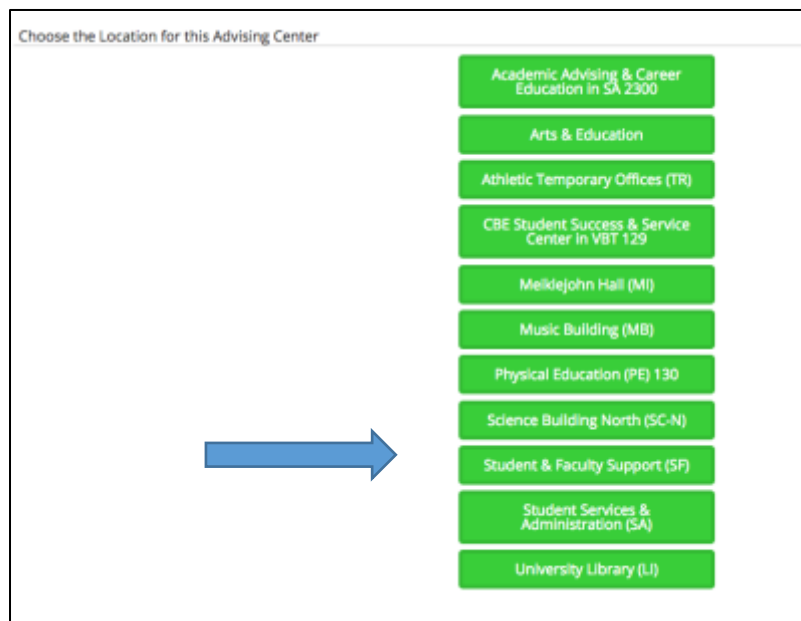 Choose the Location for this Advising Center
Academic Advising & Career
Education in SA 2300
Arts & Education
Athletic Temporary Offices (TR)
CBE Student Success & Service
Center in VBT 129
Meiklejohn Hall (MI)
Music Building (MB)
Physical Education (PE) 130
Science Building North (SC-N)
Student & Faculty Support (SF)
Student Services &
Administration (SA)
University Library (LI)